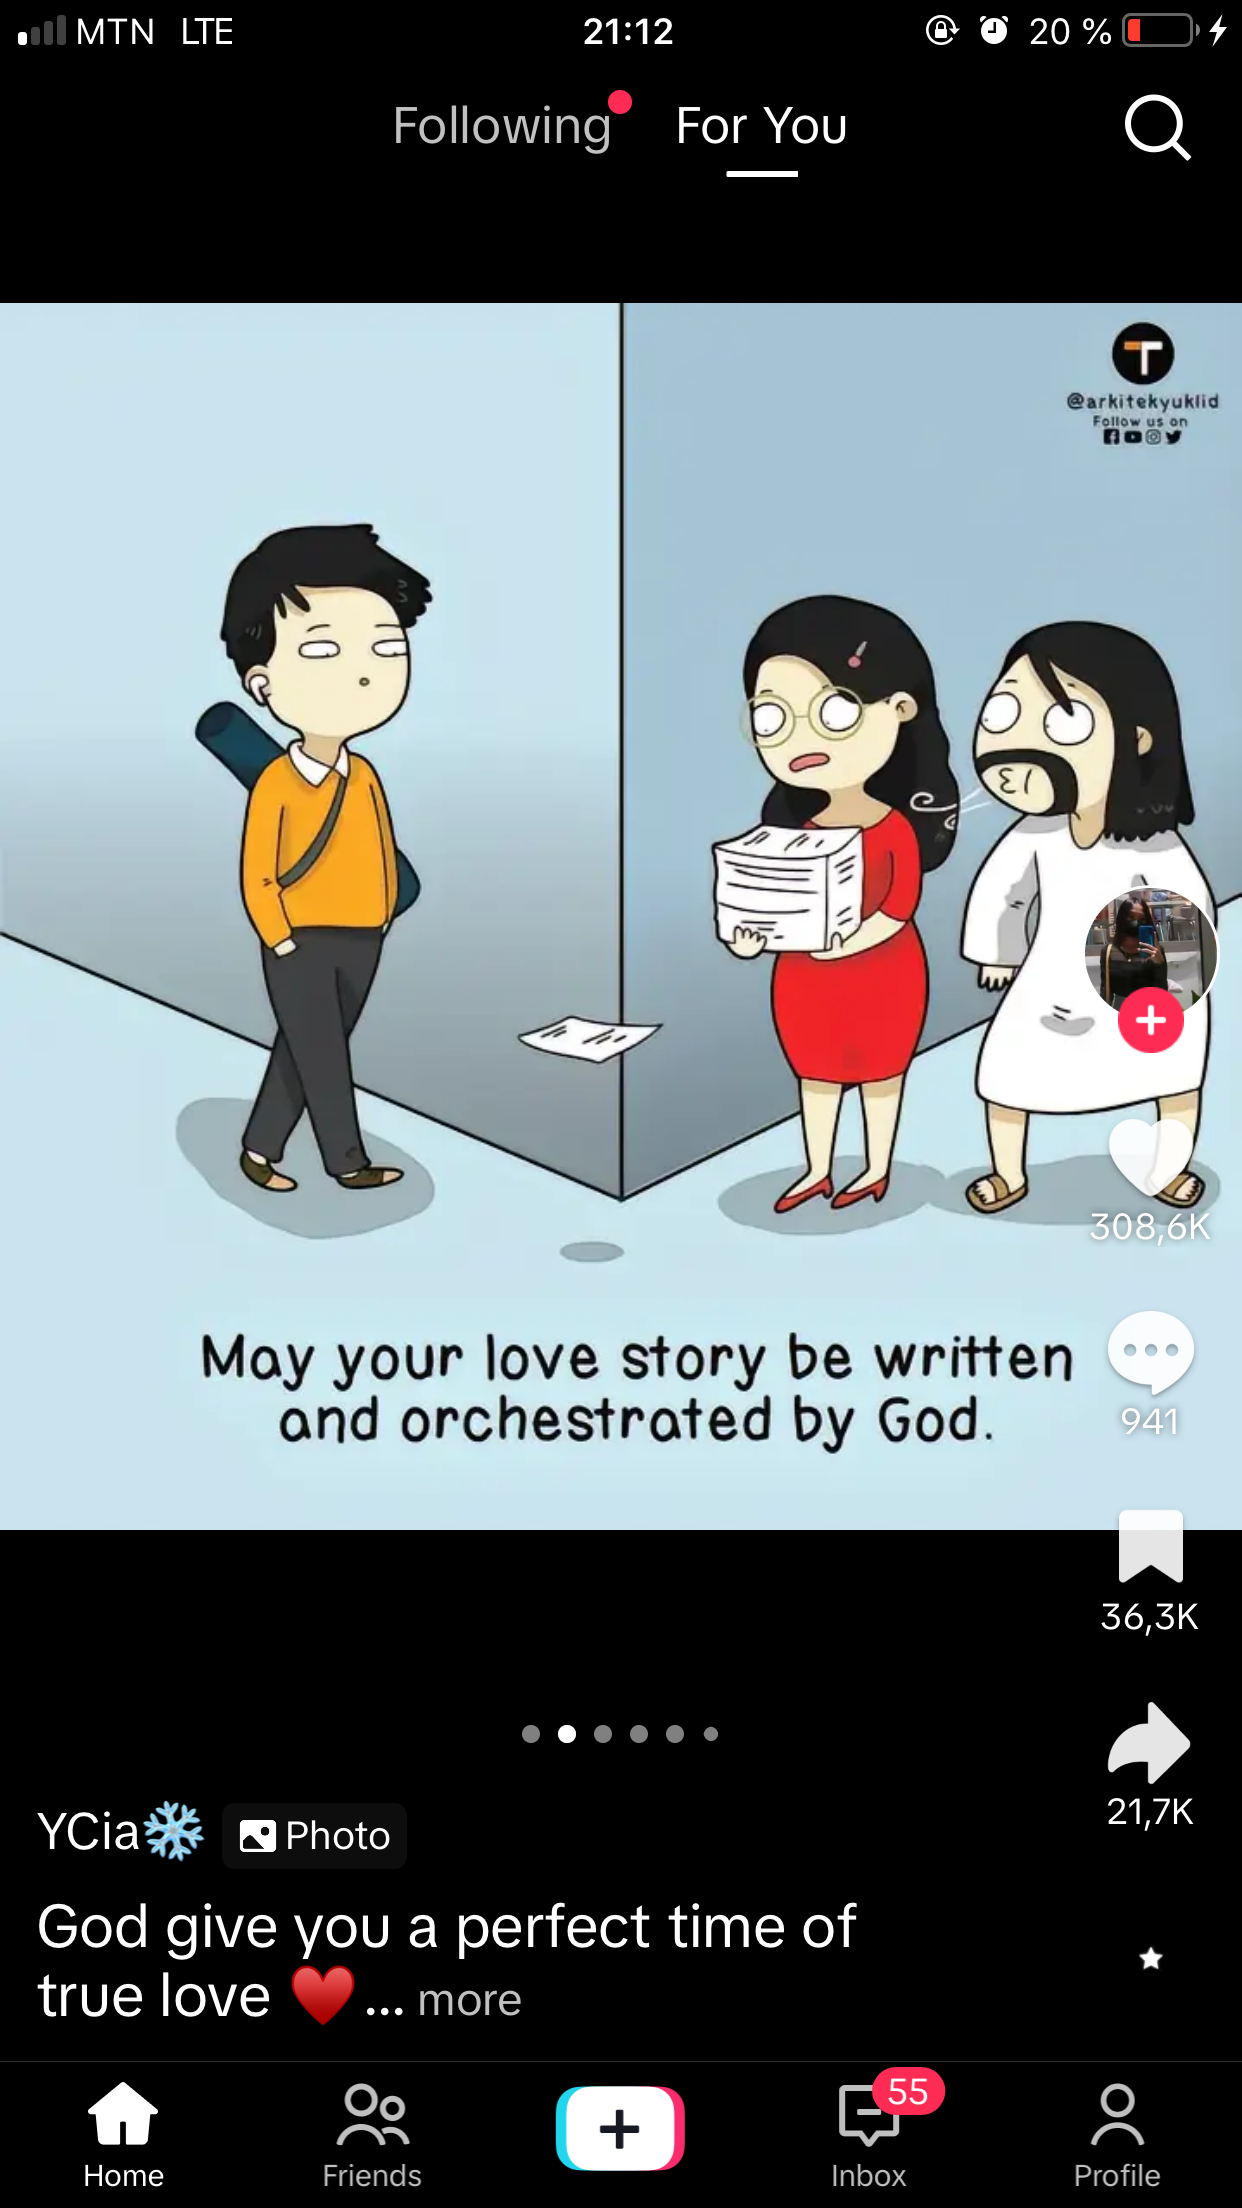 MTN LTE 21:12 20 %
Following For You
@arkitekyuklid
Follow us on
308,6K
May your love story be written
and orchestrated by God.
941
36,3K
21,7K
YCia❄️ Photo
God give you a perfect time of
true love ♥️... more
55
Home Friends Inbox Profile